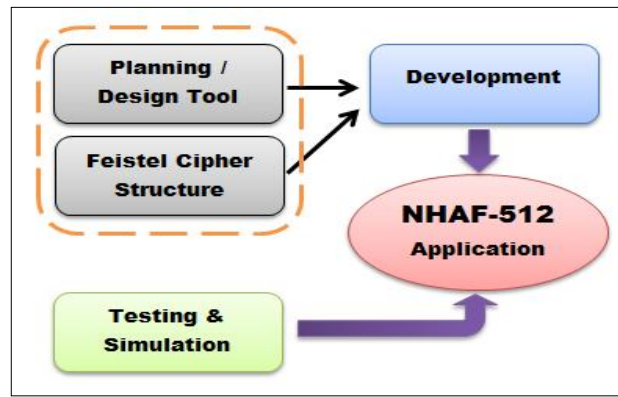 Planning /
Design Tool
Development
Feistel Cipher
Structure
NHAF-512
Application
Testing &
Simulation